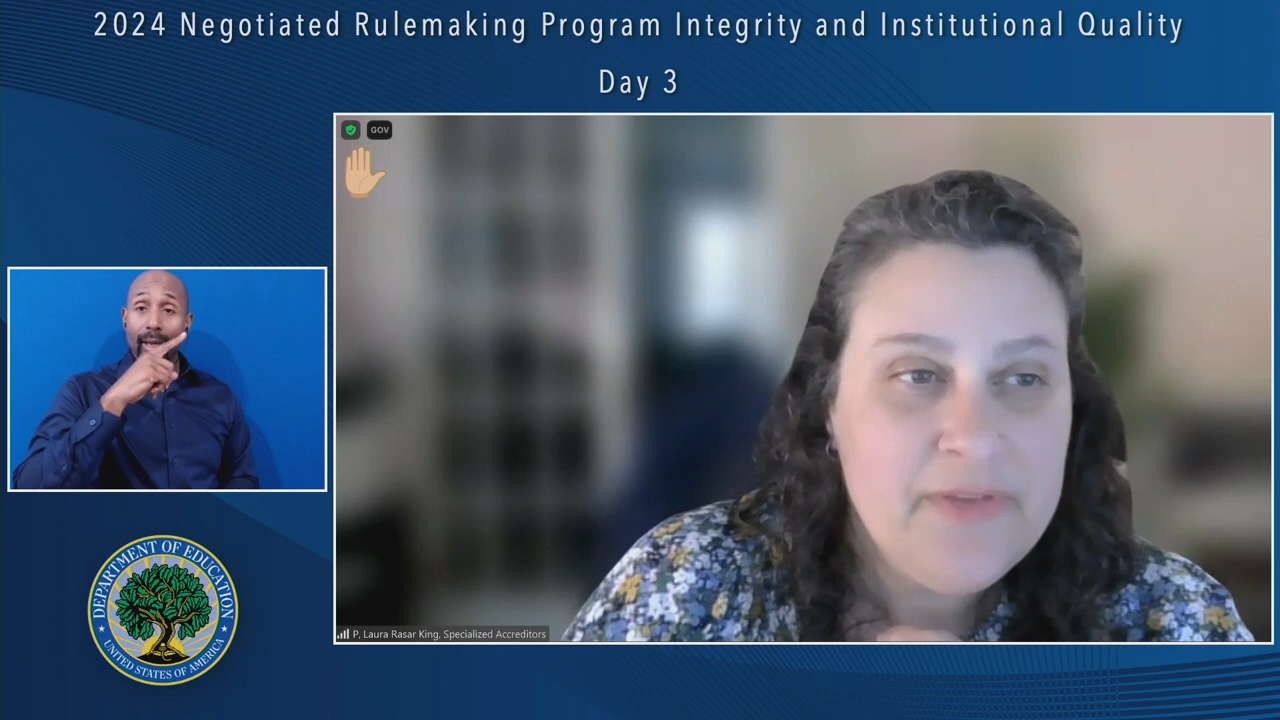 2024 Negotiated Rulemaking Program Integrity and Institutional Quality
Day 3
GOV
P, Laura Rasar King, Specialized Accreditors
DEPARTMENT OF EDUCATION
UNITED STATES OF AMERICA